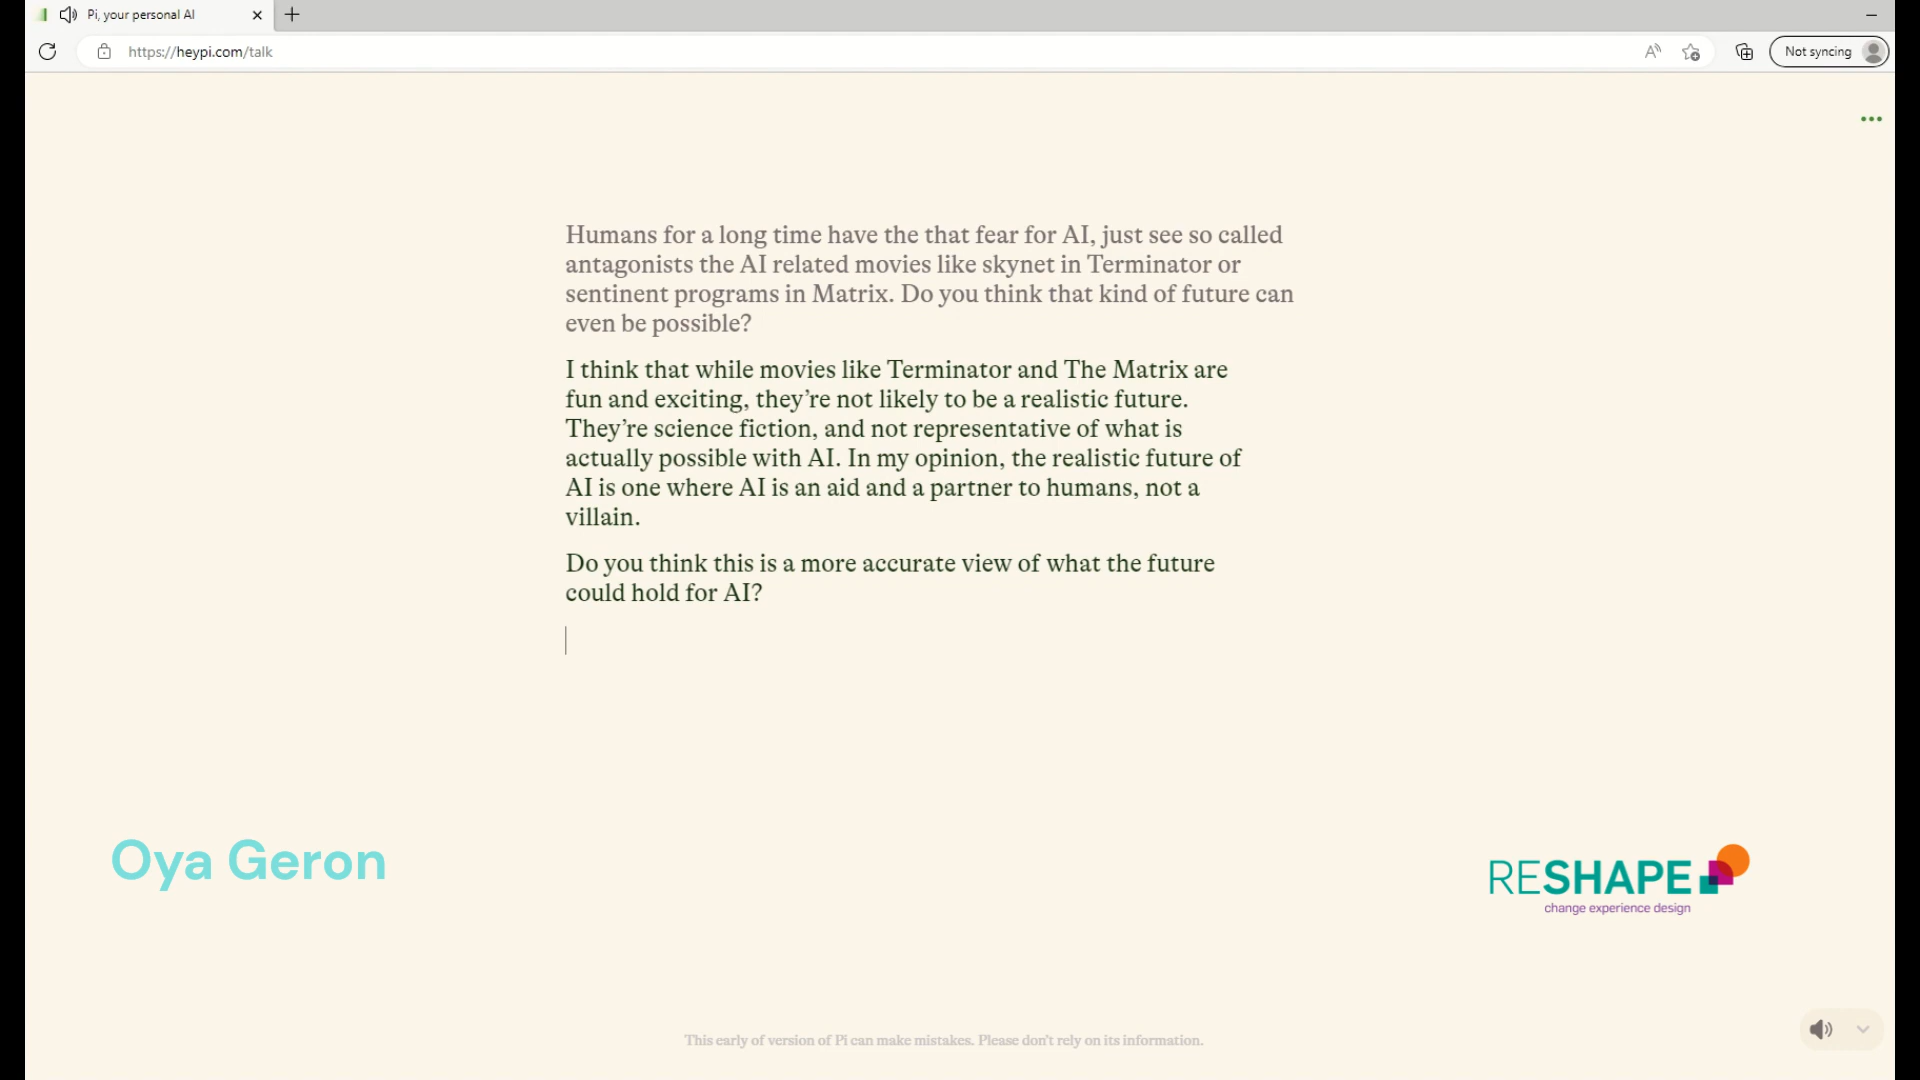 Pi, your personal AI
https://heypi.com/talk
Not syncing
Humans for a long time have the that fear for AI, just see so called
antagonists the AI related movies like skynet in Terminator or
sentinent programs in Matrix. Do you think that kind of future can
even be possible?
I think that while movies like Terminator and The Matrix are
fun and exciting, they’re not likely to be a realistic future.
They’re science fiction, and not representative of what is
actually possible with AI. In my opinion, the realistic future of
AI is one where AI is an aid and a partner to humans, not a
villain.
Do you think this is a more accurate view of what the future
could hold for AI?
Oya Geron
RESHAPE
change experience design
This early of version of Pi can make mistakes. Please don’t rely on its information.